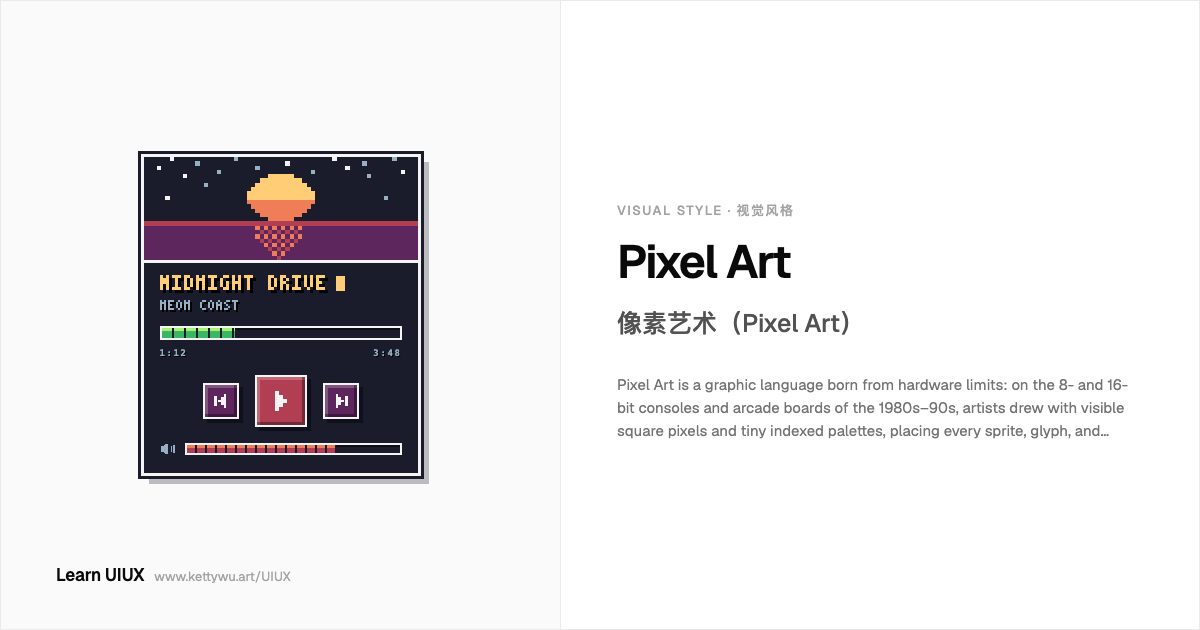 MIDNIGHT DRIVE
NEON COAST
1:12 3:48
Learn UIUX www.kettywu.art/UIUX
VISUAL STYLE · 视觉风格
Pixel Art
像素艺术（Pixel Art）
Pixel Art is a graphic language born from hardware limits: on the 8- and 16-
bit consoles and arcade boards of the 1980s–90s, artists drew with visible
square pixels and tiny indexed palettes, placing every sprite, glyph, and…